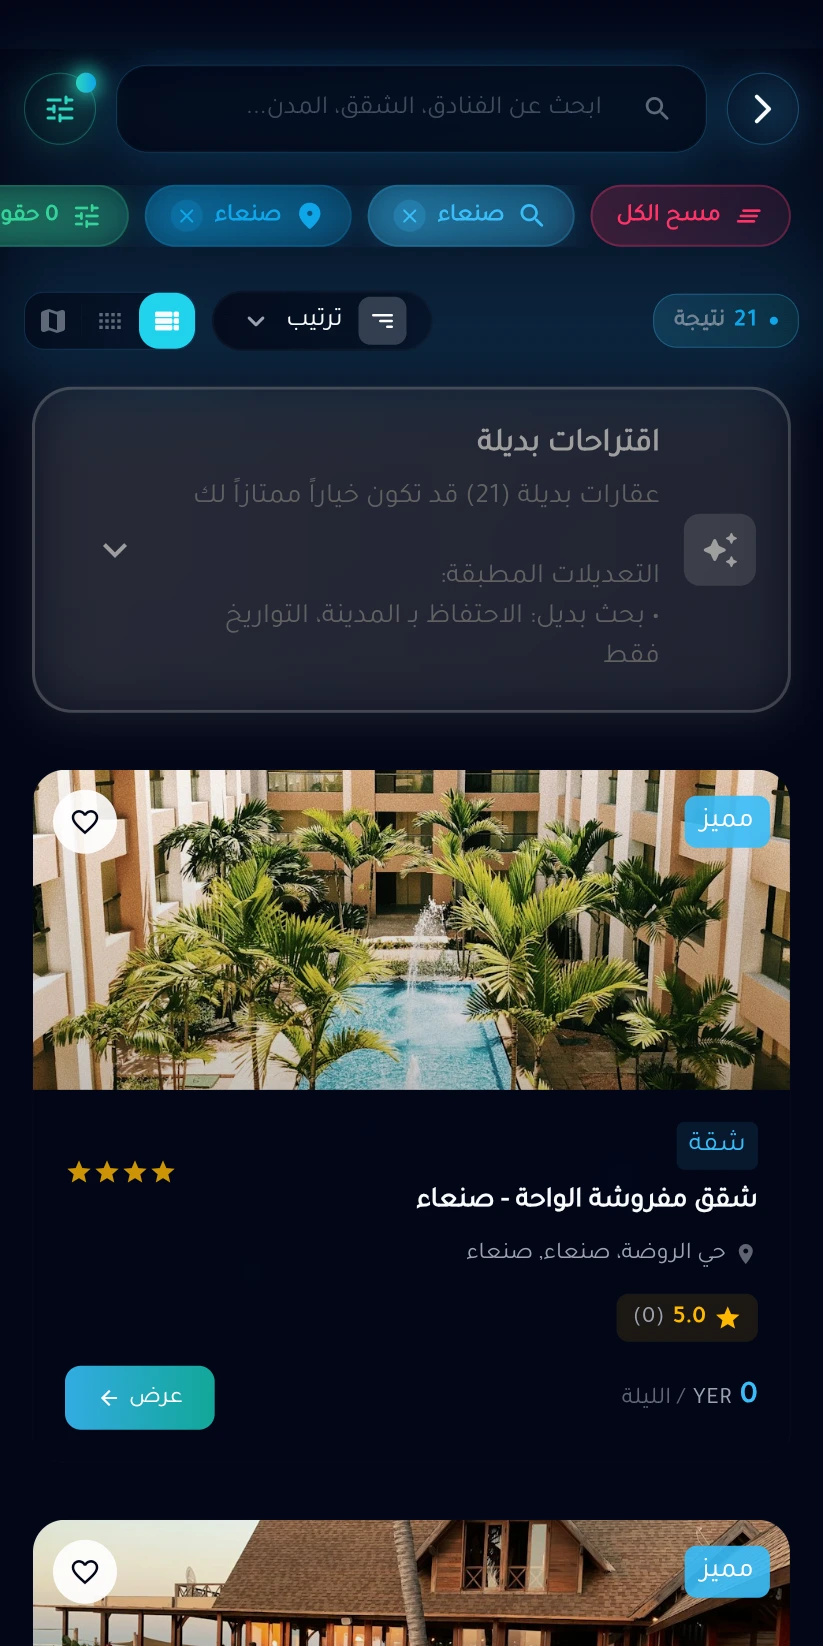 ابحث عن الفنادق، الشقق، المدن...
مسح الكل
صنعاء
صنعاء
0 حقو
21 نتيجة
ترتيب
اقتراحات بديلة
عقارات بديلة (21) قد تكون خياراً ممتازاً لك
التعديلات المطبقة:
• بحث بديل: الاحتفاظ بـ المدينة، التواريخ
فقط
مميز
شقة
شقق مفروشة الواحة - صنعاء
حي الروضة، صنعاء, صنعاء
5.0 (0)
0 YER / الليلة
عرض
مميز